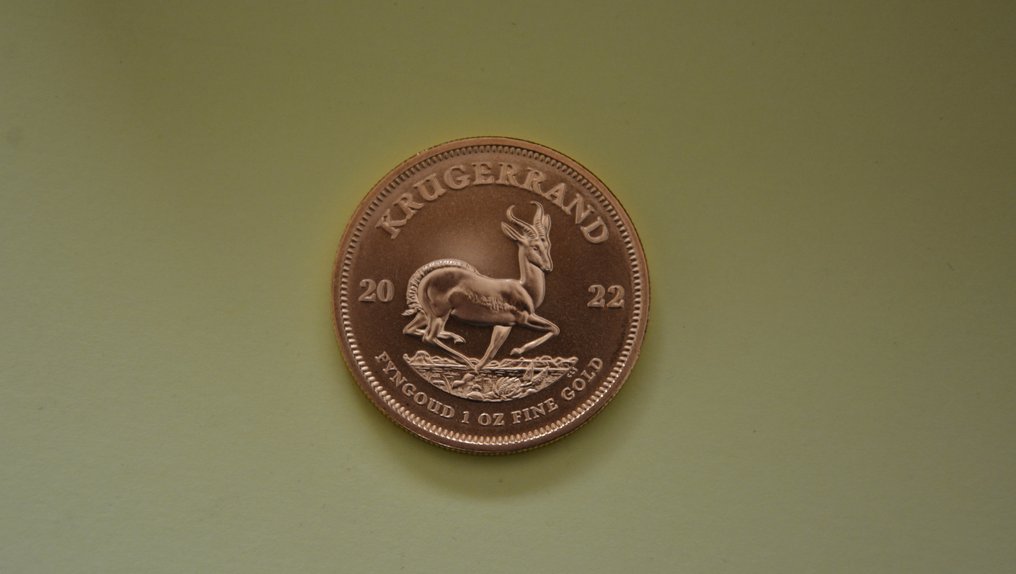 KRUGERRAND
20 22
FYNGOUD 1 OZ FINE GOLD